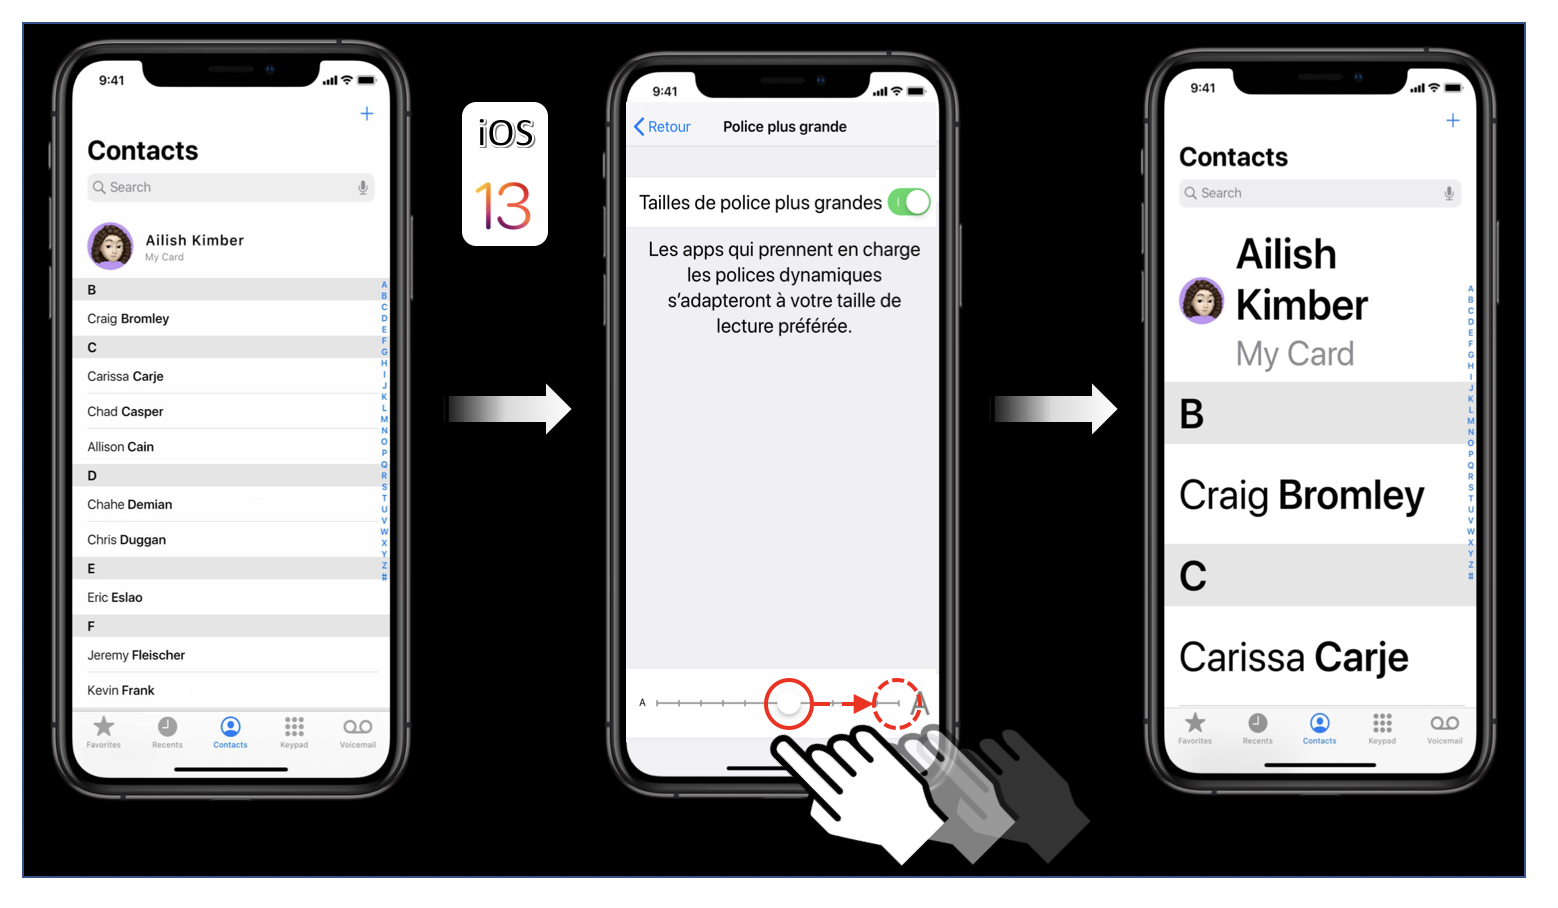 9:41
+
Contacts
Search
Ailish Kimber
My Card
B
Craig Bromley
C
Carissa Carje
Chad Casper
Allison Cain
D
Chahe Demian
Chris Duggan
E
Eric Eslao
F
Jeremy Fleischer
Kevin Frank
A
B
C
D
E
F
G
H
I
J
K
L
M
N
O
P
Q
R
S
T
U
V
W
X
Y
Z
#
Favorites Recents Contacts Keypad Voicemail
iOS
13
9:41
Retour Police plus grande
Tailles de police plus grandes
Les apps qui prennent en charge
les polices dynamiques
s’adapteront à votre taille de
lecture préférée.
A A
9:41
+
Contacts
Search
Ailish
Kimber
My Card
B
Craig Bromley
C
Carissa Carje
A
B
C
D
E
F
G
H
I
J
K
L
M
N
O
P
Q
R
S
T
U
V
W
X
Y
Z
#
Favorites Recents Contacts Keypad Voicemail